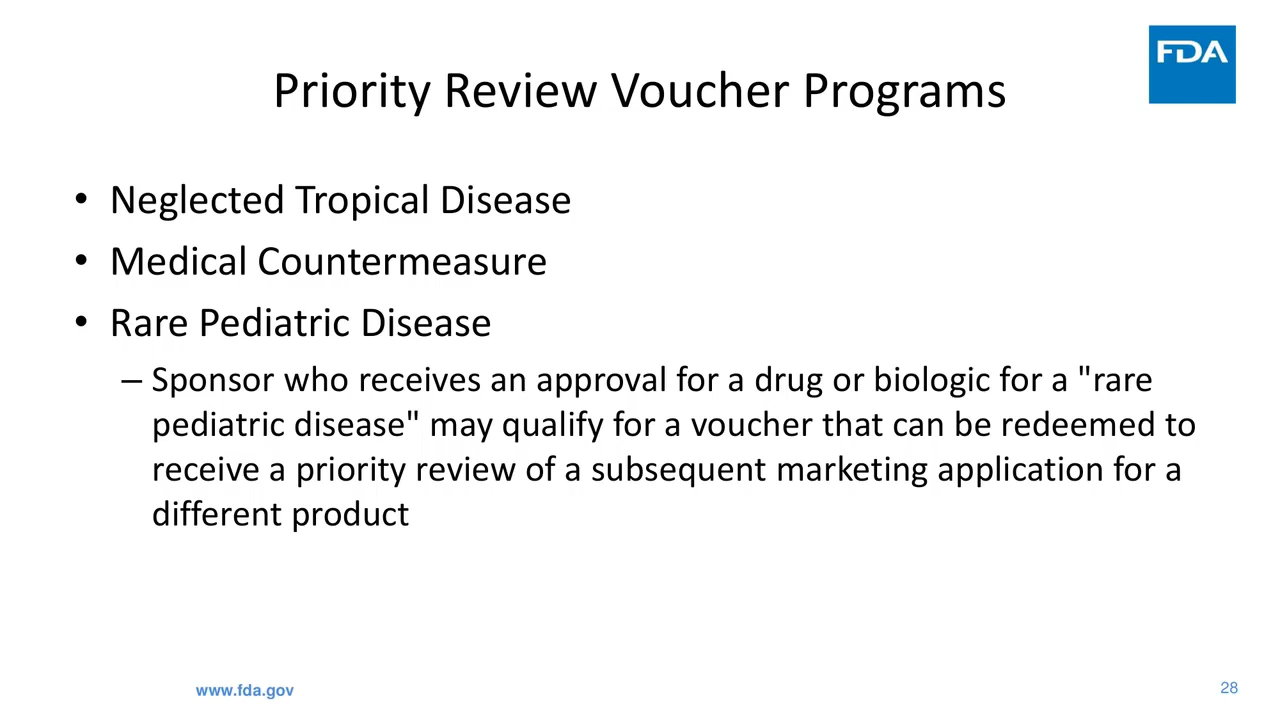 FDA
Priority Review Voucher Programs
• Neglected Tropical Disease
• Medical Countermeasure
• Rare Pediatric Disease
– Sponsor who receives an approval for a drug or biologic for a "rare
pediatric disease" may qualify for a voucher that can be redeemed to
receive a priority review of a subsequent marketing application for a
different product
www.fda.gov
28